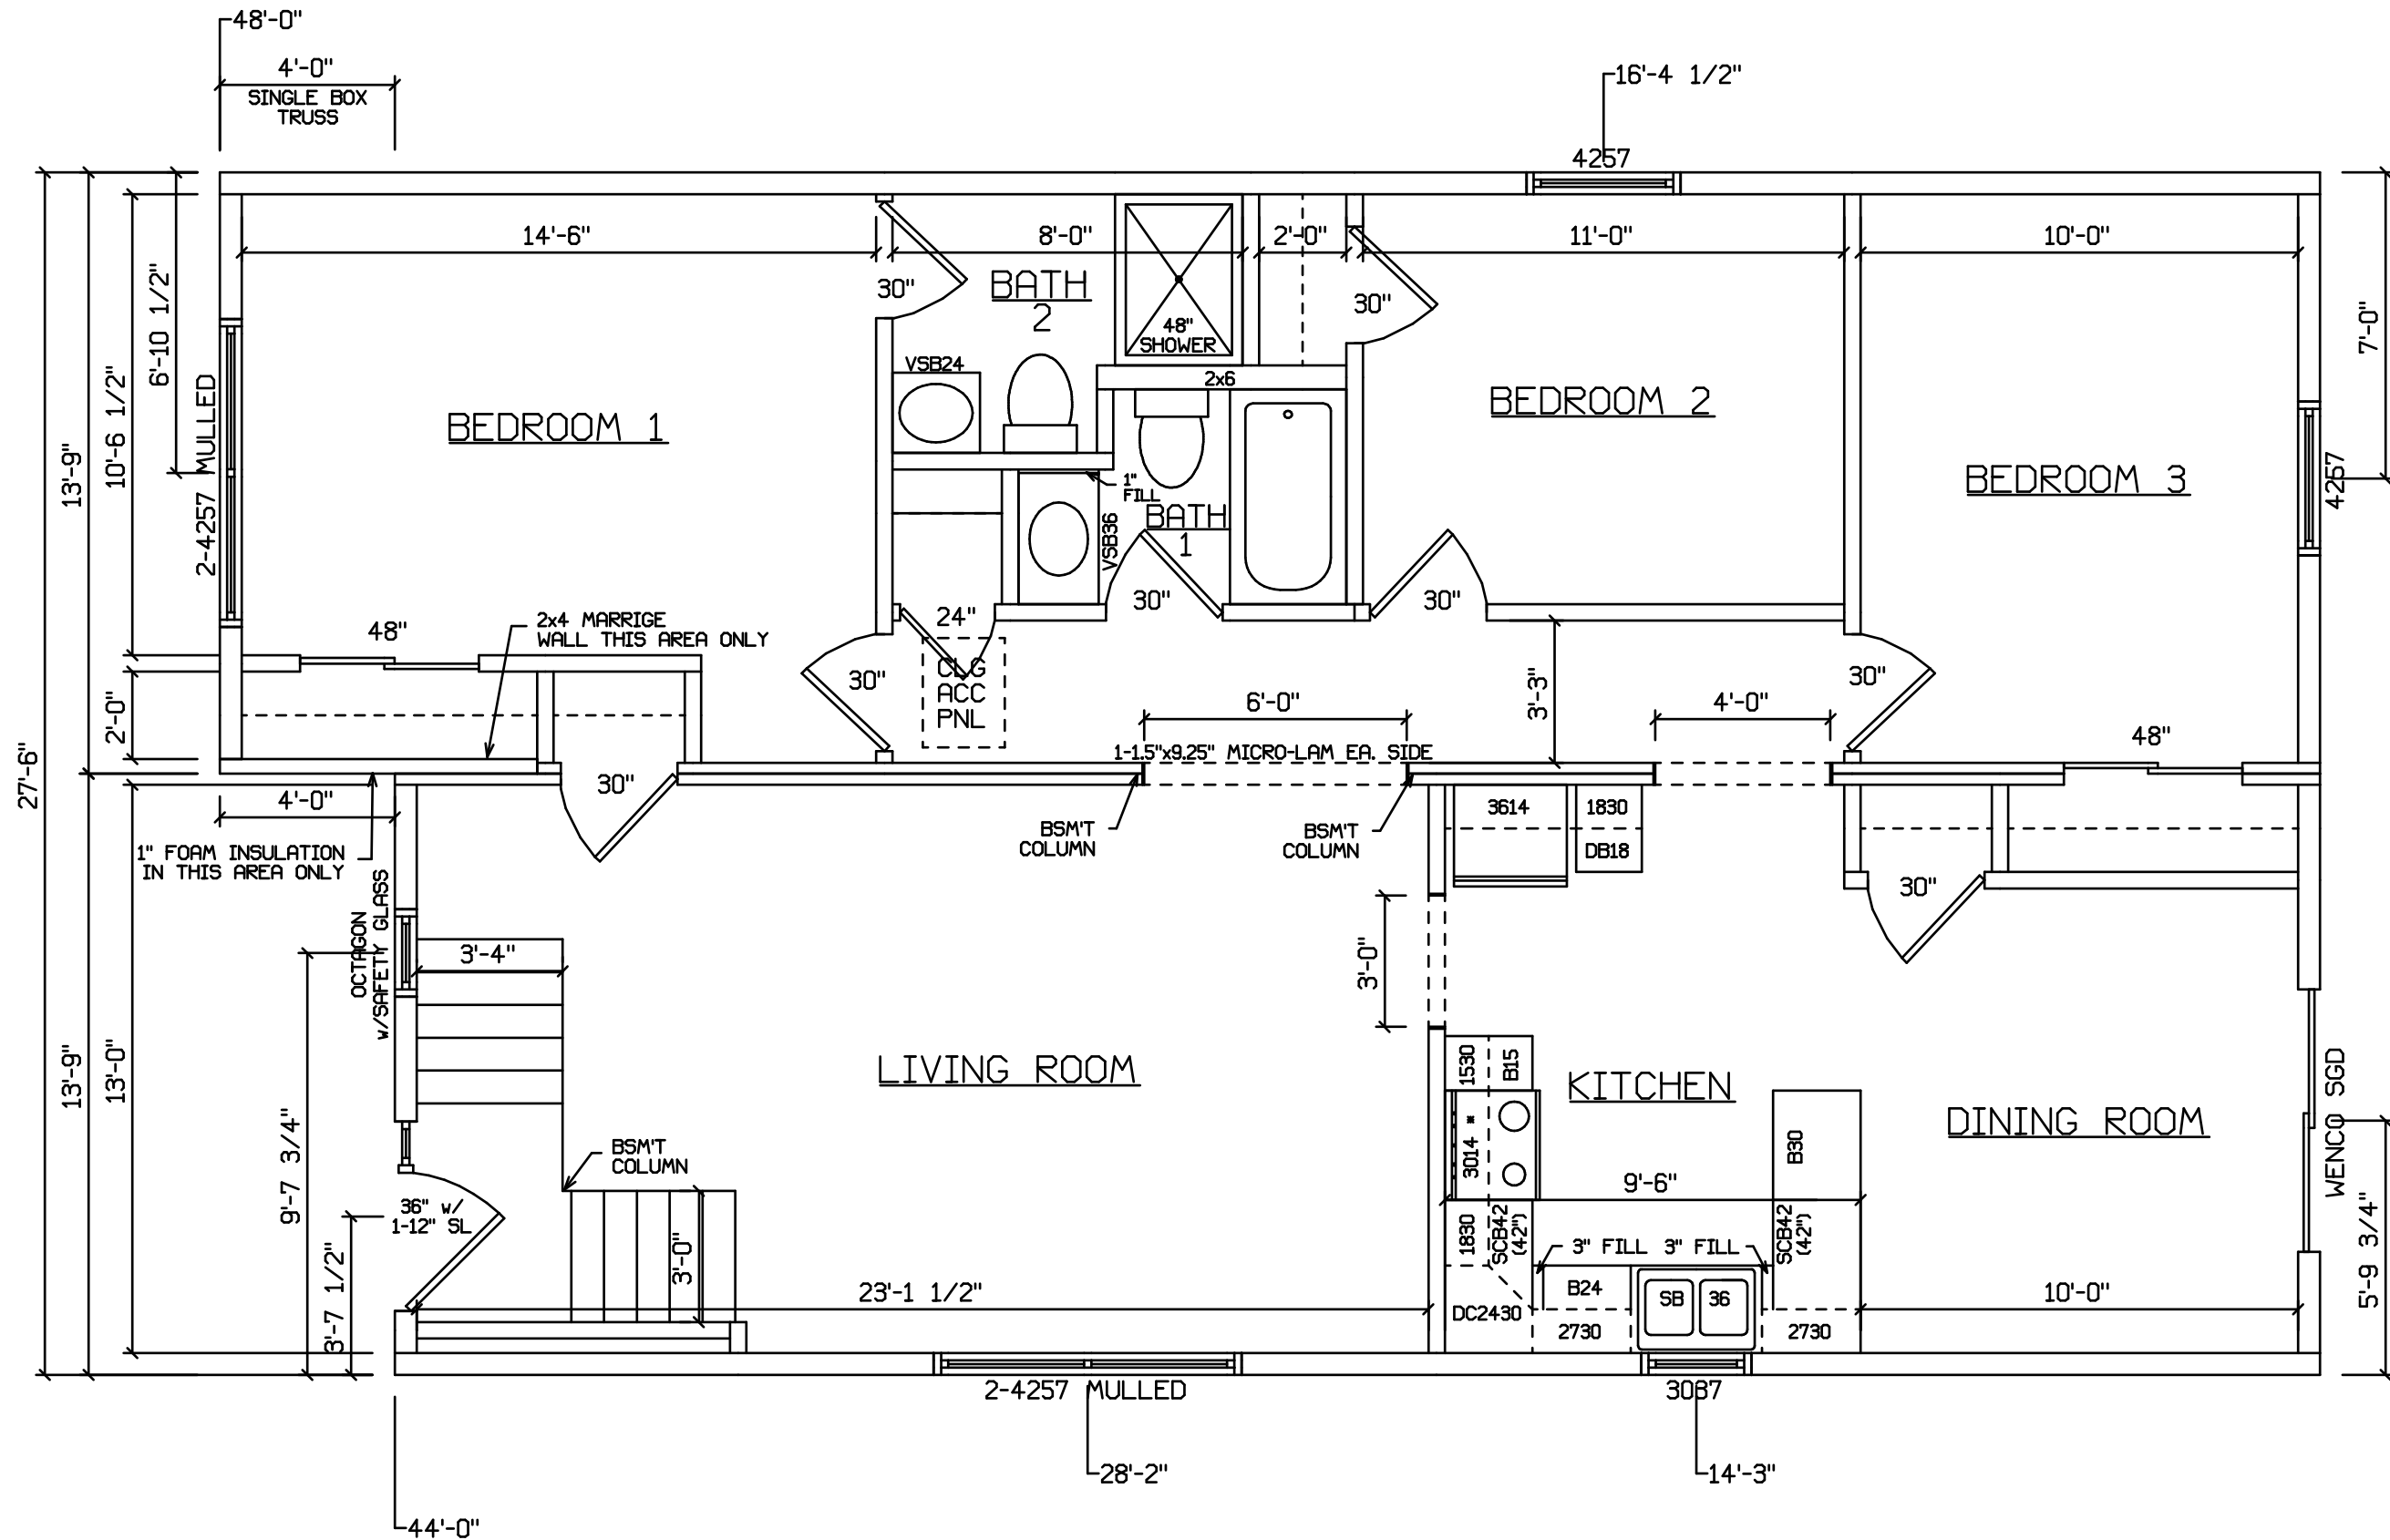 48'-0"
4'-0"
SINGLE BOX
TRUSS
16'-4 1/2"
4257
14'-6"
8'-0"
2'-0"
11'-0"
10'-0"
7'-0"
6'-10 1/2"
10'-6 1/2"
13'-9"
27'-6"
2-4257 MULLED
30"
BATH
2
30"
48"
SHOWER
VSB24
2x6
BEDROOM 1
BEDROOM 2
BEDROOM 3
4257
1"
FILL
VSB36
BATH
1
30"
30"
24"
48"
2x4 MARRIGE
WALL THIS AREA ONLY
30"
CLG
ACC
PNL
2'-0"
6'-0"
3'-3"
4'-0"
30"
48"
1-1.5"x9.25" MICRO-LAM EA. SIDE
30"
4'-0"
1" FOAM INSULATION
IN THIS AREA ONLY
BSM'T
COLUMN
BSM'T
COLUMN
3614
1830
DB18
30"
OCTAGON
w/SAFETY GLASS
3'-4"
3'-0"
13'-9"
13'-0"
LIVING ROOM
1530
B15
KITCHEN
DINING ROOM
WENCO SGD
9'-7 3/4"
BSM'T
COLUMN
3014 *
B30
9'-6"
36" w/
1-12" SL
3'-7 1/2"
3'-0"
1830
SCB42
(42")
3" FILL
3" FILL
SCB42
(42")
23'-1 1/2"
B24
SB
36
DC2430
2730
2730
10'-0"
5'-9 3/4"
2-4257 MULLED
28'-2"
14'-3"
44'-0"